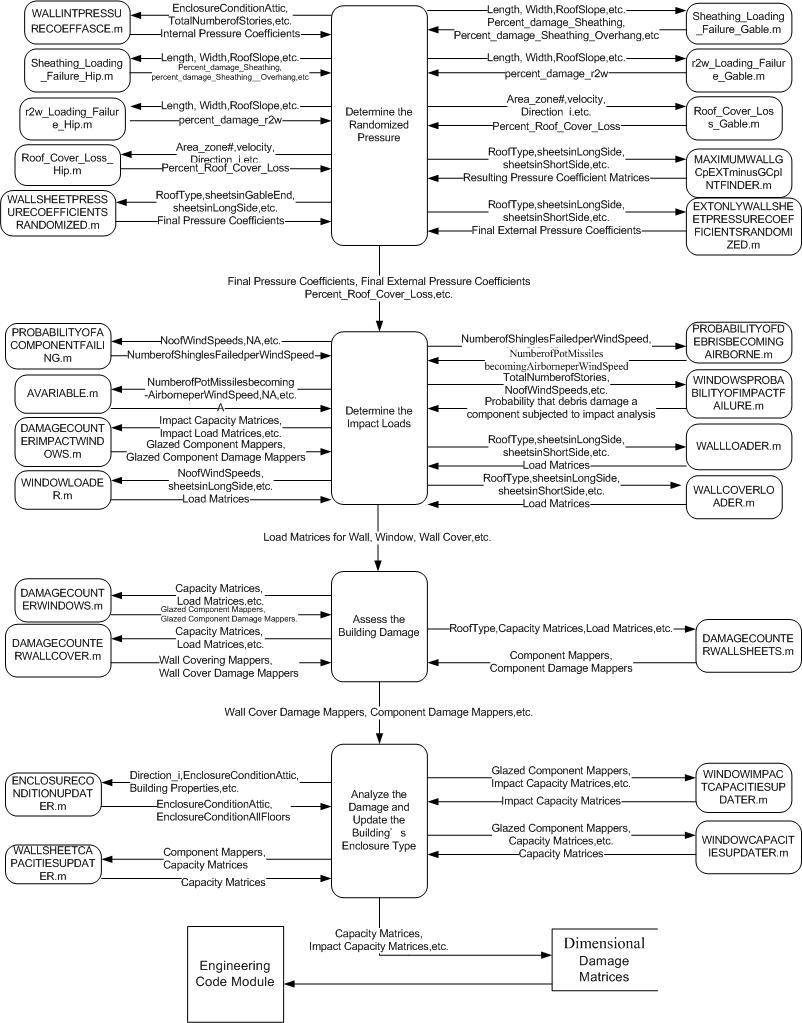 WALLINTPRESSU
RECOEFFASCE.m
EnclosureConditionAttic,
TotalNumberofStories,etc.
Internal Pressure Coefficients
Length, Width,RoofSlope,etc.
Percent_damage_Sheathing,
Percent_damage_Sheathing_Overhang,etc
Sheathing_Loading
_Failure_Gable.m
Sheathing_Loading
_Failure_Hip.m
Length, Width,RoofSlope,etc.
Percent_damage_Sheathing,
percent_damage_Sheathing__Overhang,etc
Length, Width,RoofSlope,etc.
percent_damage_r2w
r2w_Loading_Failur
e_Gable.m
r2w_Loading_Failur
e_Hip.m
Length, Width,RoofSlope,etc.
percent_damage_r2w
Determine the
Randomized
Pressure
Area_zone#,velocity,
Direction_i,etc.
Percent_Roof_Cover_Loss
Roof_Cover_Los
s_Gable.m
Roof_Cover_Loss_
Hip.m
Area_zone#,velocity,
Direction_i,etc.
Percent_Roof_Cover_Loss
RoofType,sheetsinLongSide,
sheetsinShortSide,etc.
Resulting Pressure Coefficient Matrices
MAXIMUMWALLG
CpEXTminusGCpI
NTFINDER.m
WALLSHEETPRESS
URECOEFFICIENTS
RANDOMIZED.m
RoofType,sheetsinGableEnd,
sheetsinLongSide,etc.
Final Pressure Coefficients
RoofType,sheetsinLongSide,
sheetsinShortSide,etc.
Final External Pressure Coefficients
EXTONLYWALLSHE
ETPRESSURECOEF
FICIENTSRANDOMI
ZED.m
Final Pressure Coefficients, Final External Pressure Coefficients
Percent_Roof_Cover_Loss,etc.
PROBABILITYOFA
COMPONENTFAILI
NG.m
NoofWindSpeeds,NA,etc.
NumberofShinglesFailedperWindSpeed
NumberofShinglesFailedperWindSpeed,
NumberofPotMissiles
becomingAirborneperWindSpeed
PROBABILITYOFD
EBRISBECOMING
AIRBORNE.m
AVARIABLE.m
NumberofPotMissilesbecoming
-AirborneperWindSpeed,NA,etc.
A
Determine the
Impact Loads
TotalNumberofStories,
NoofWindSpeeds,etc.
Probability that debris damage a
component subjected to impact analysis
WINDOWSPROBA
BILITYOFIMPACTF
AILURE.m
DAMAGECOUNT
ERIMPACTWIND
OWS.m
Impact Capacity Matrices,
Impact Load Matrices,etc.
Glazed Component Mappers,
Glazed Component Damage Mappers
RoofType,sheetsinLongSide,
sheetsinShortSide,etc.
Load Matrices
WALLLOADER.m
WINDOWLOADE
R.m
NoofWindSpeeds,
sheetsinLongSide,etc.
Load Matrices
RoofType,sheetsinLongSide,
sheetsinShortSide,etc.
Load Matrices
WALLCOVERLO
ADER.m
Load Matrices for Wall, Window, Wall Cover,etc.
DAMAGECOUNT
ERWINDOWS.m
Capacity Matrices,
Load Matrices,etc.
Glazed Component Mappers,
Glazed Component Damage Mappers.
Assess the
Building Damage
DAMAGECOUNTE
RWALLCOVER.m
Capacity Matrices,
Load Matrices,etc.
Wall Covering Mappers,
Wall Cover Damage Mappers
RoofType,Capacity Matrices,Load Matrices,etc.
Component Mappers,
Component Damage Mappers
DAMAGECOUNTE
RWALLSHEETS.m
Wall Cover Damage Mappers, Component Damage Mappers,etc.
ENCLOSURECO
NDITIONUPDAT
ER.m
Direction_i,EnclosureConditionAttic,
Building Properties,etc.
EnclosureConditionAttic,
EnclosureConditionAllFloors
Analyze the
Damage and
Update the
Building's
Enclosure Type
Glazed Component Mappers,
Impact Capacity Matrices,etc.
Impact Capacity Matrices
WINDOWIMPAC
TCAPACITIESUP
DATER.m
WALLSHEETCA
PACITIESUPDAT
ER.m
Component Mappers,
Capacity Matrices
Capacity Matrices
Glazed Component Mappers,
Capacity Matrices,etc.
Capacity Matrices
WINDOWCAPACIT
IESUPDATER.m
Capacity Matrices,
Impact Capacity Matrices,etc.
Engineering
Code Module
Dimensional
Damage
Matrices